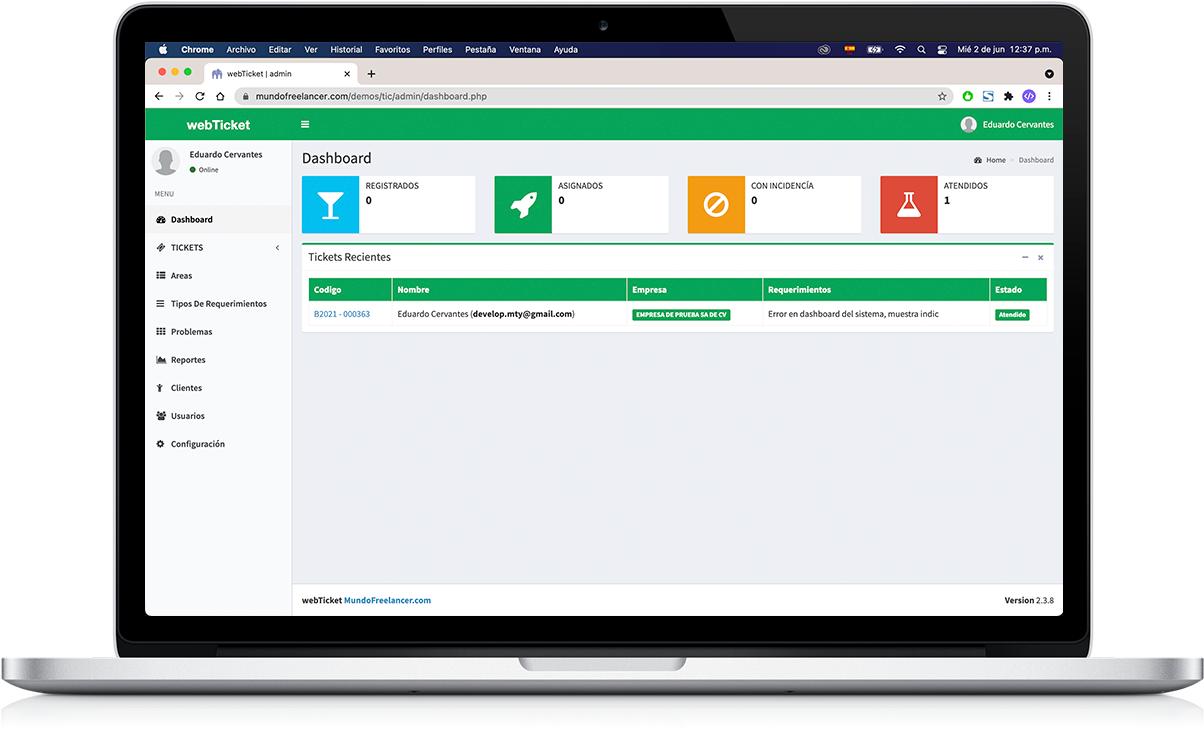 Chrome Archivo Editar Ver Historial Favoritos Perfiles Pestaña Ventana Ayuda Mié 2 de jun 12:37 p.m.
webTicket | admin
mundofreelancer.com/demos/tic/admin/dashboard.php
webTicket
Eduardo Cervantes
Eduardo Cervantes
Online
MENU
Dashboard
TICKETS
Areas
Tipos De Requerimientos
Problemas
Reportes
Clientes
Usuarios
Configuración
Dashboard
Home Dashboard
REGISTRADOS
0
ASIGNADOS
0
CON INCIDENCÍA
0
ATENDIDOS
1
Tickets Recientes
Codigo Nombre Empresa Requerimientos Estado
B2021 - 000363 Eduardo Cervantes (develop.mty@gmail.com) EMPRESA DE PRUEBA SA DE CV Error en dashboard del sistema, muestra indic Atendido
webTicket MundoFreelancer.com Version 2.3.8